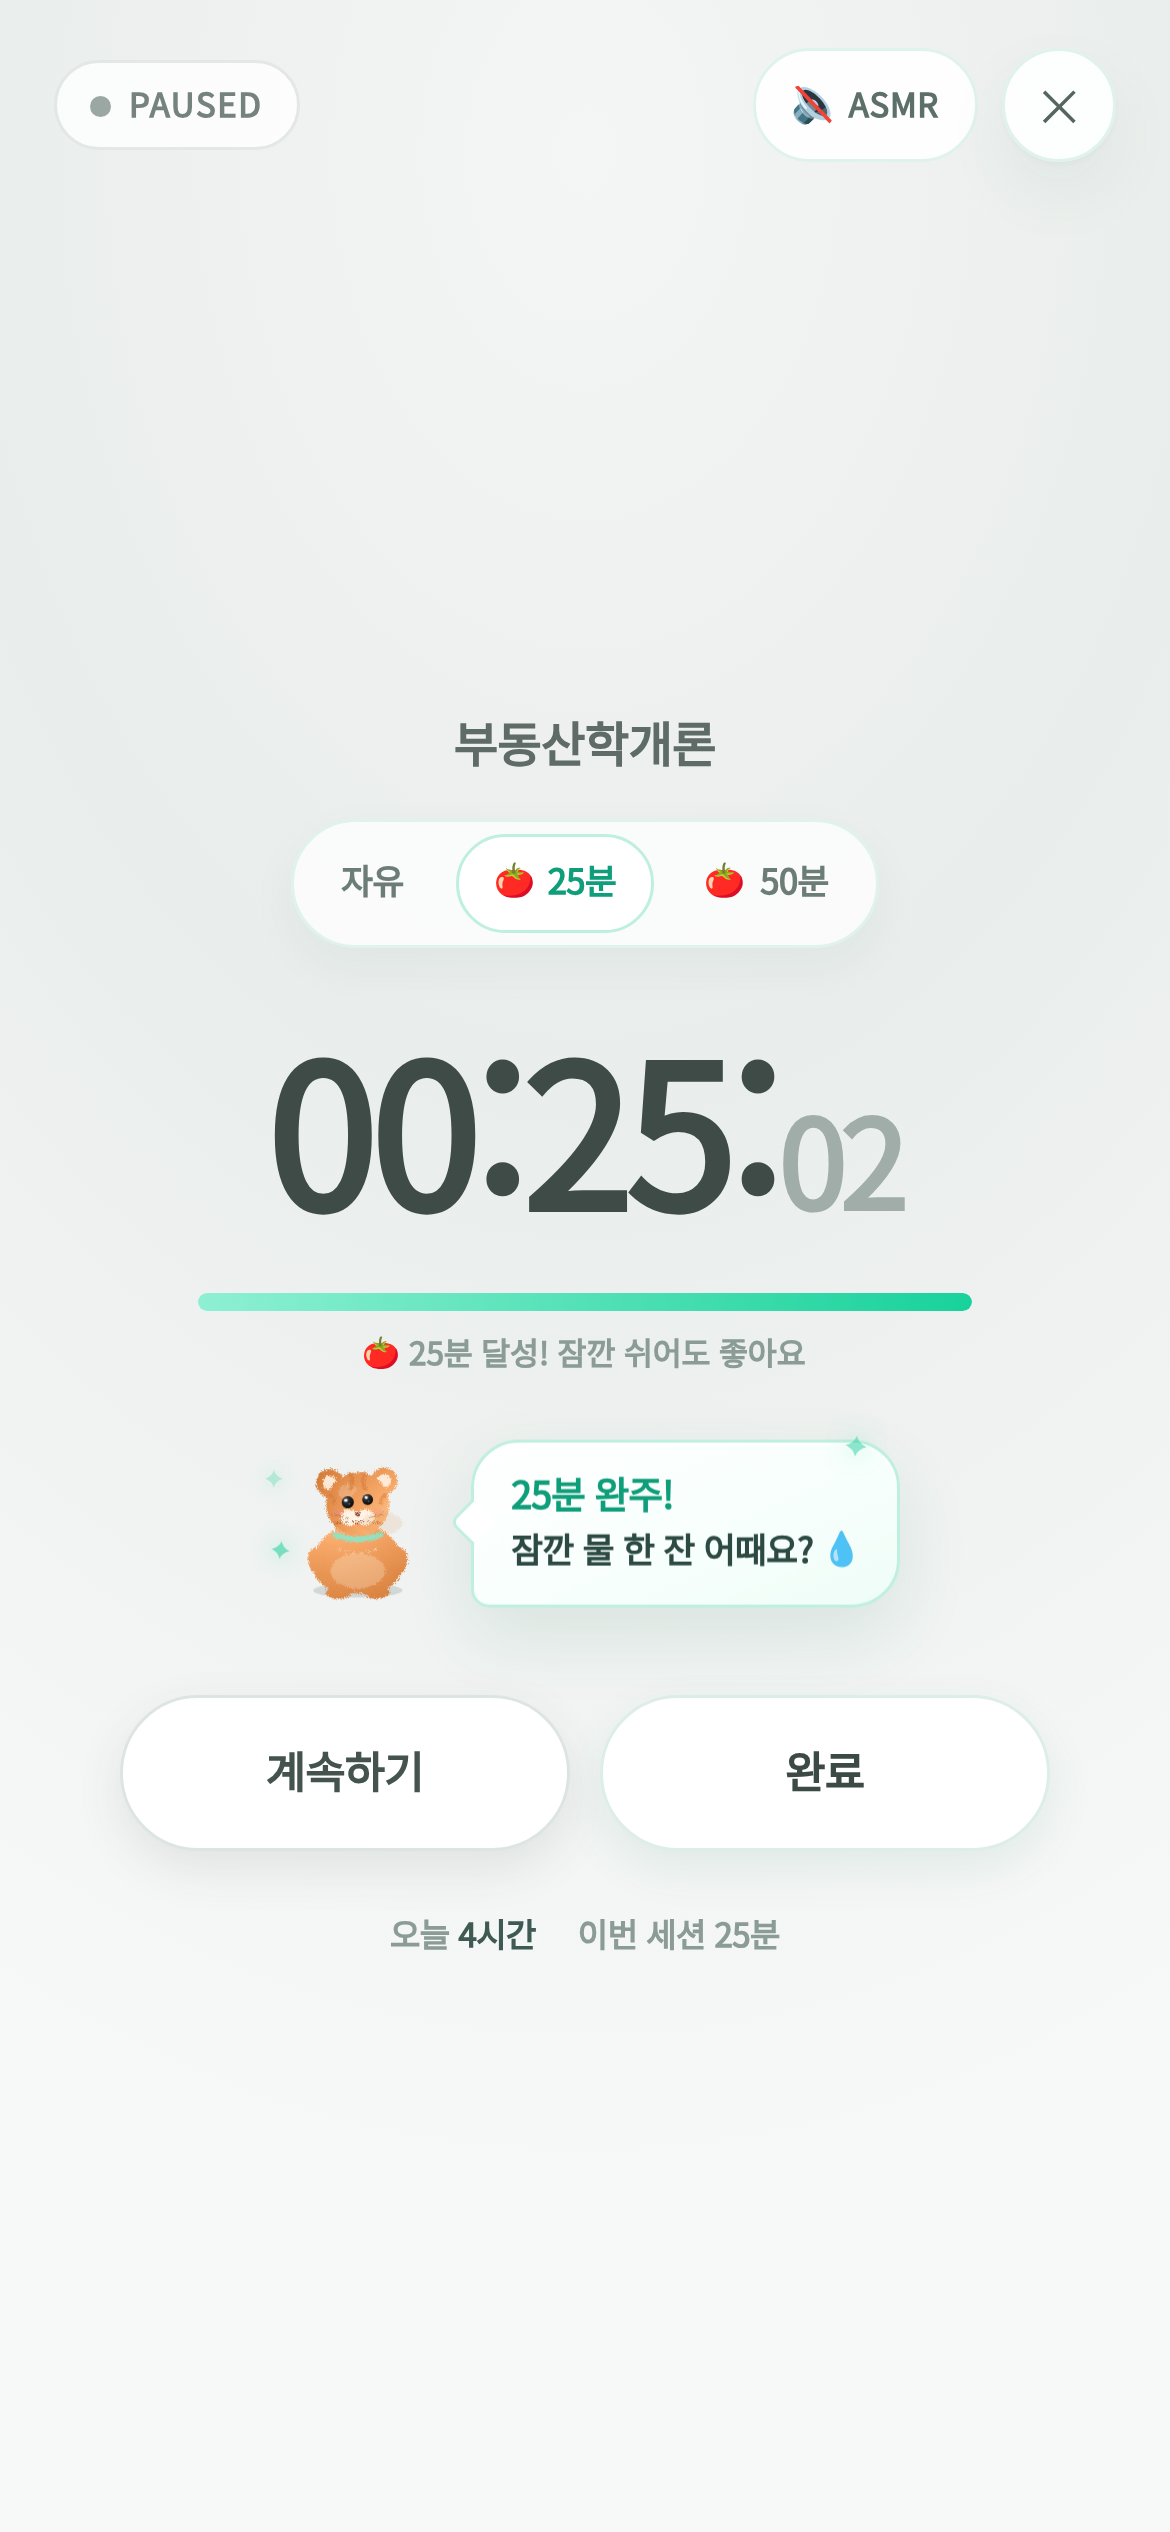 PAUSED
ASMR
부동산학개론
자유
25분
50분
00:25:02
25분 달성! 잠깐 쉬어도 좋아요
25분 완주!
잠깐 물 한 잔 어때요?
계속하기
완료
오늘 4시간 이번 세션 25분